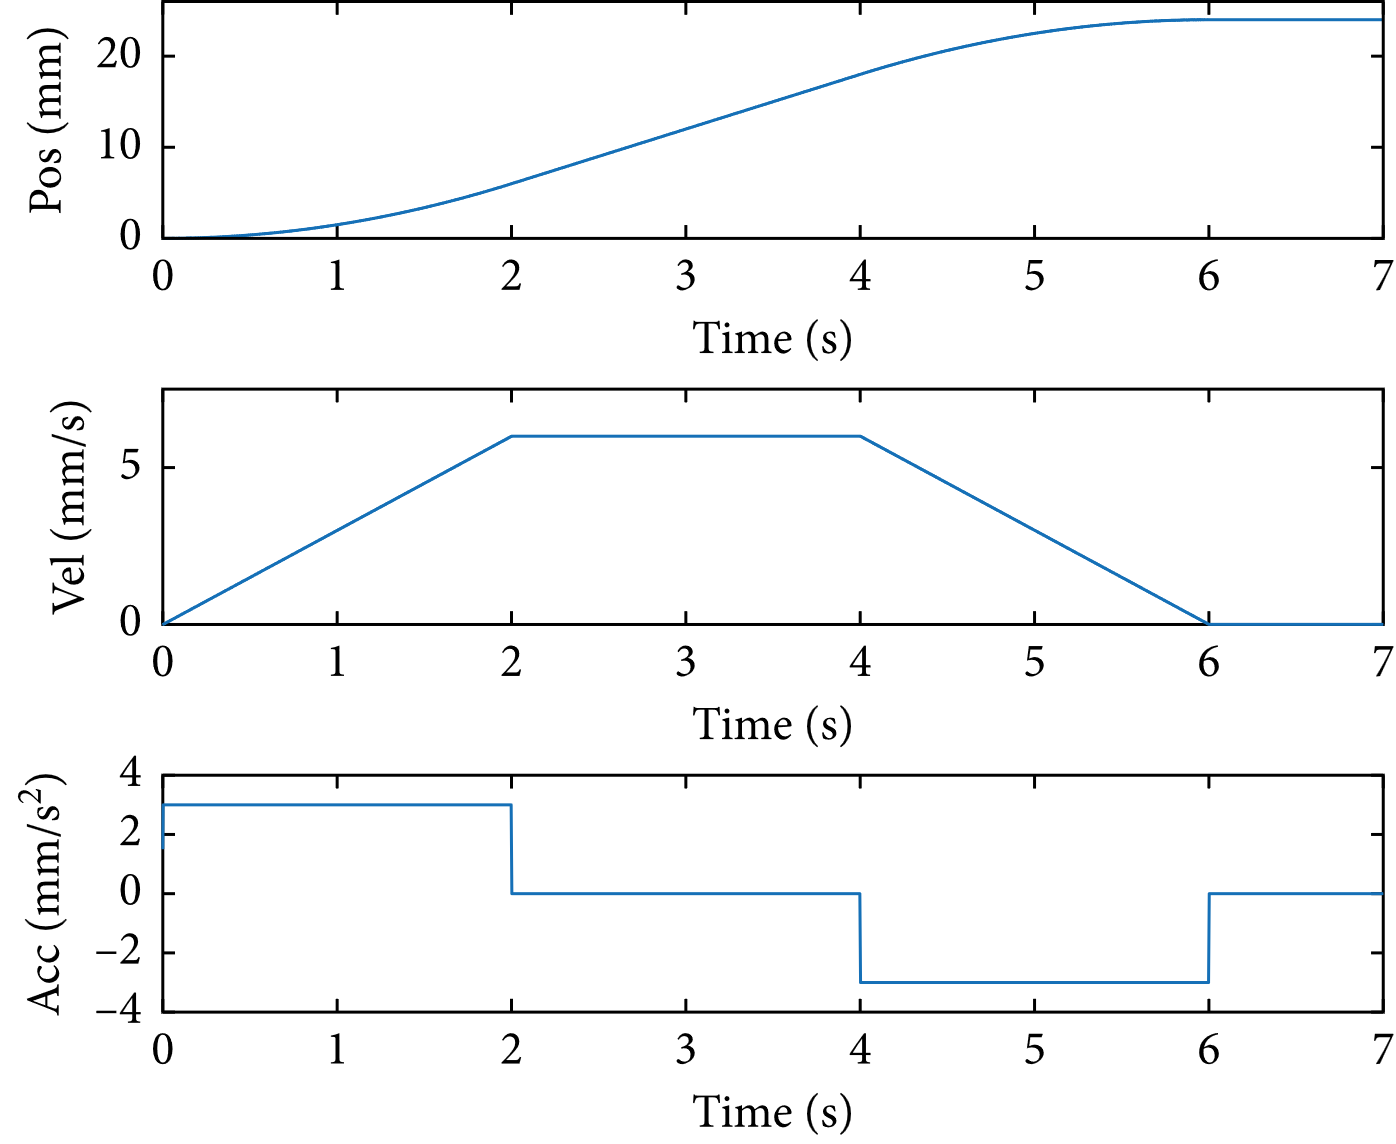 Pos (mm)
20
10
0
0 1 2 3 4 5 6 7
Time (s)
Vel (mm/s)
5
0
0 1 2 3 4 5 6 7
Time (s)
Acc (mm/s²)
4
2
0
−2
−4
0 1 2 3 4 5 6 7
Time (s)